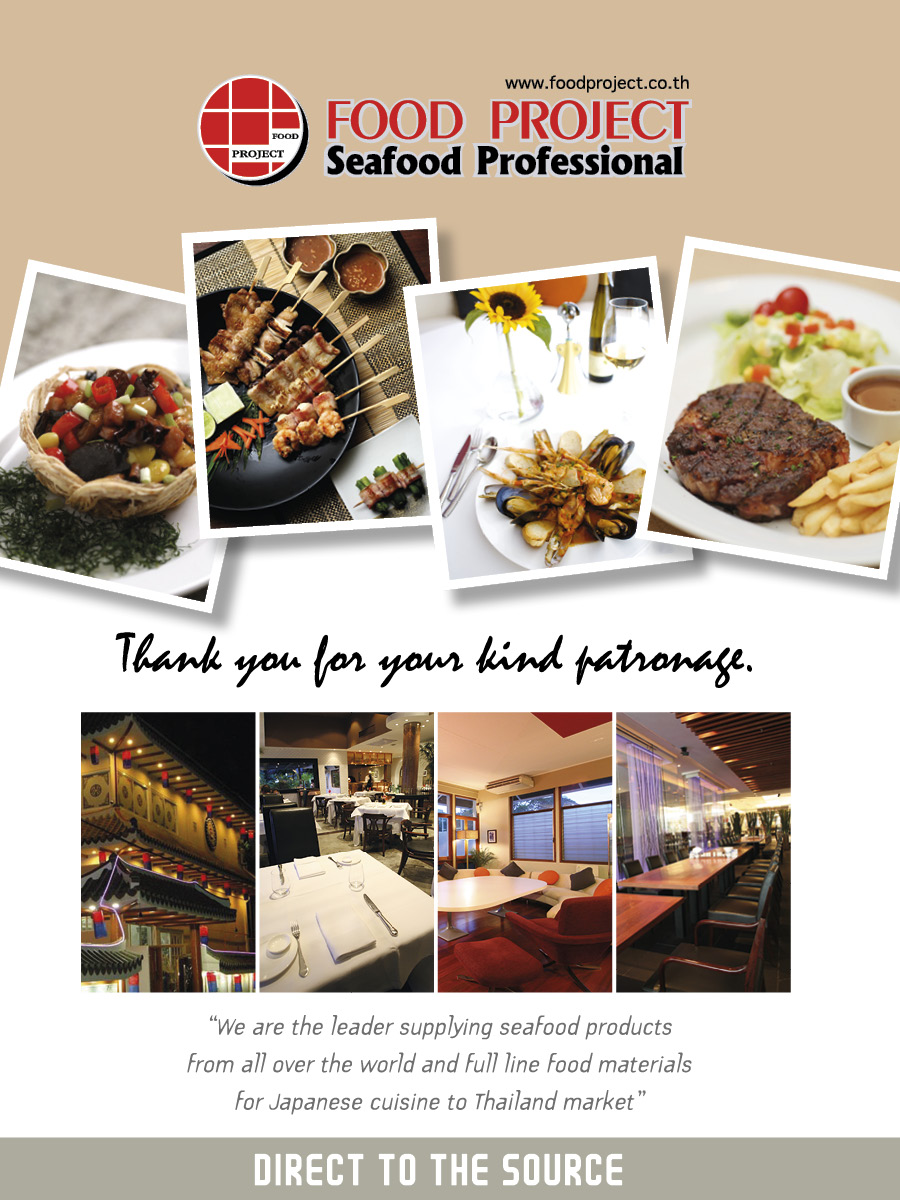 www.foodproject.co.th
FOOD PROJECT
FOOD
PROJECT
Seafood Professional
Thank you for your kind patronage.
“We are the leader supplying seafood products
from all over the world and full line food materials
for Japanese cuisine to Thailand market”
DIRECT TO THE SOURCE